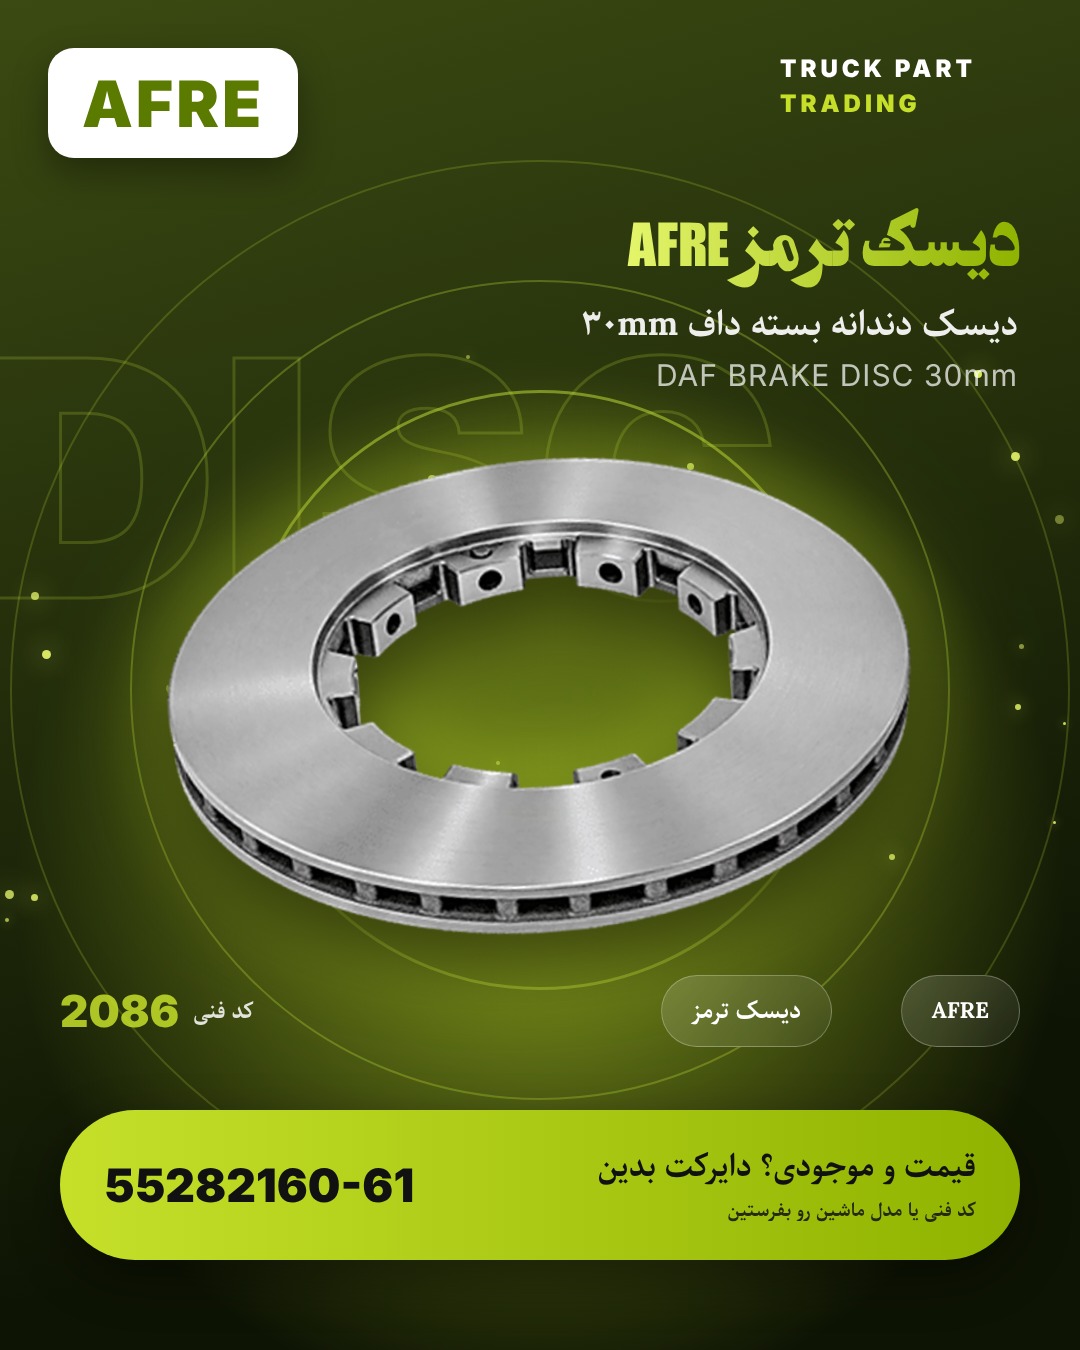 AFRE
TRUCK PART
TRADING
دیسک ترمز AFRE
دیسک دندانه بسته داف ۳۰mm
DAF BRAKE DISC 30mm
DISC
AFRE
دیسک ترمز
کد فنی 2086
قیمت و موجودی؟ دایرکت بدین
کد فنی یا مدل ماشین رو بفرستین
55282160-61